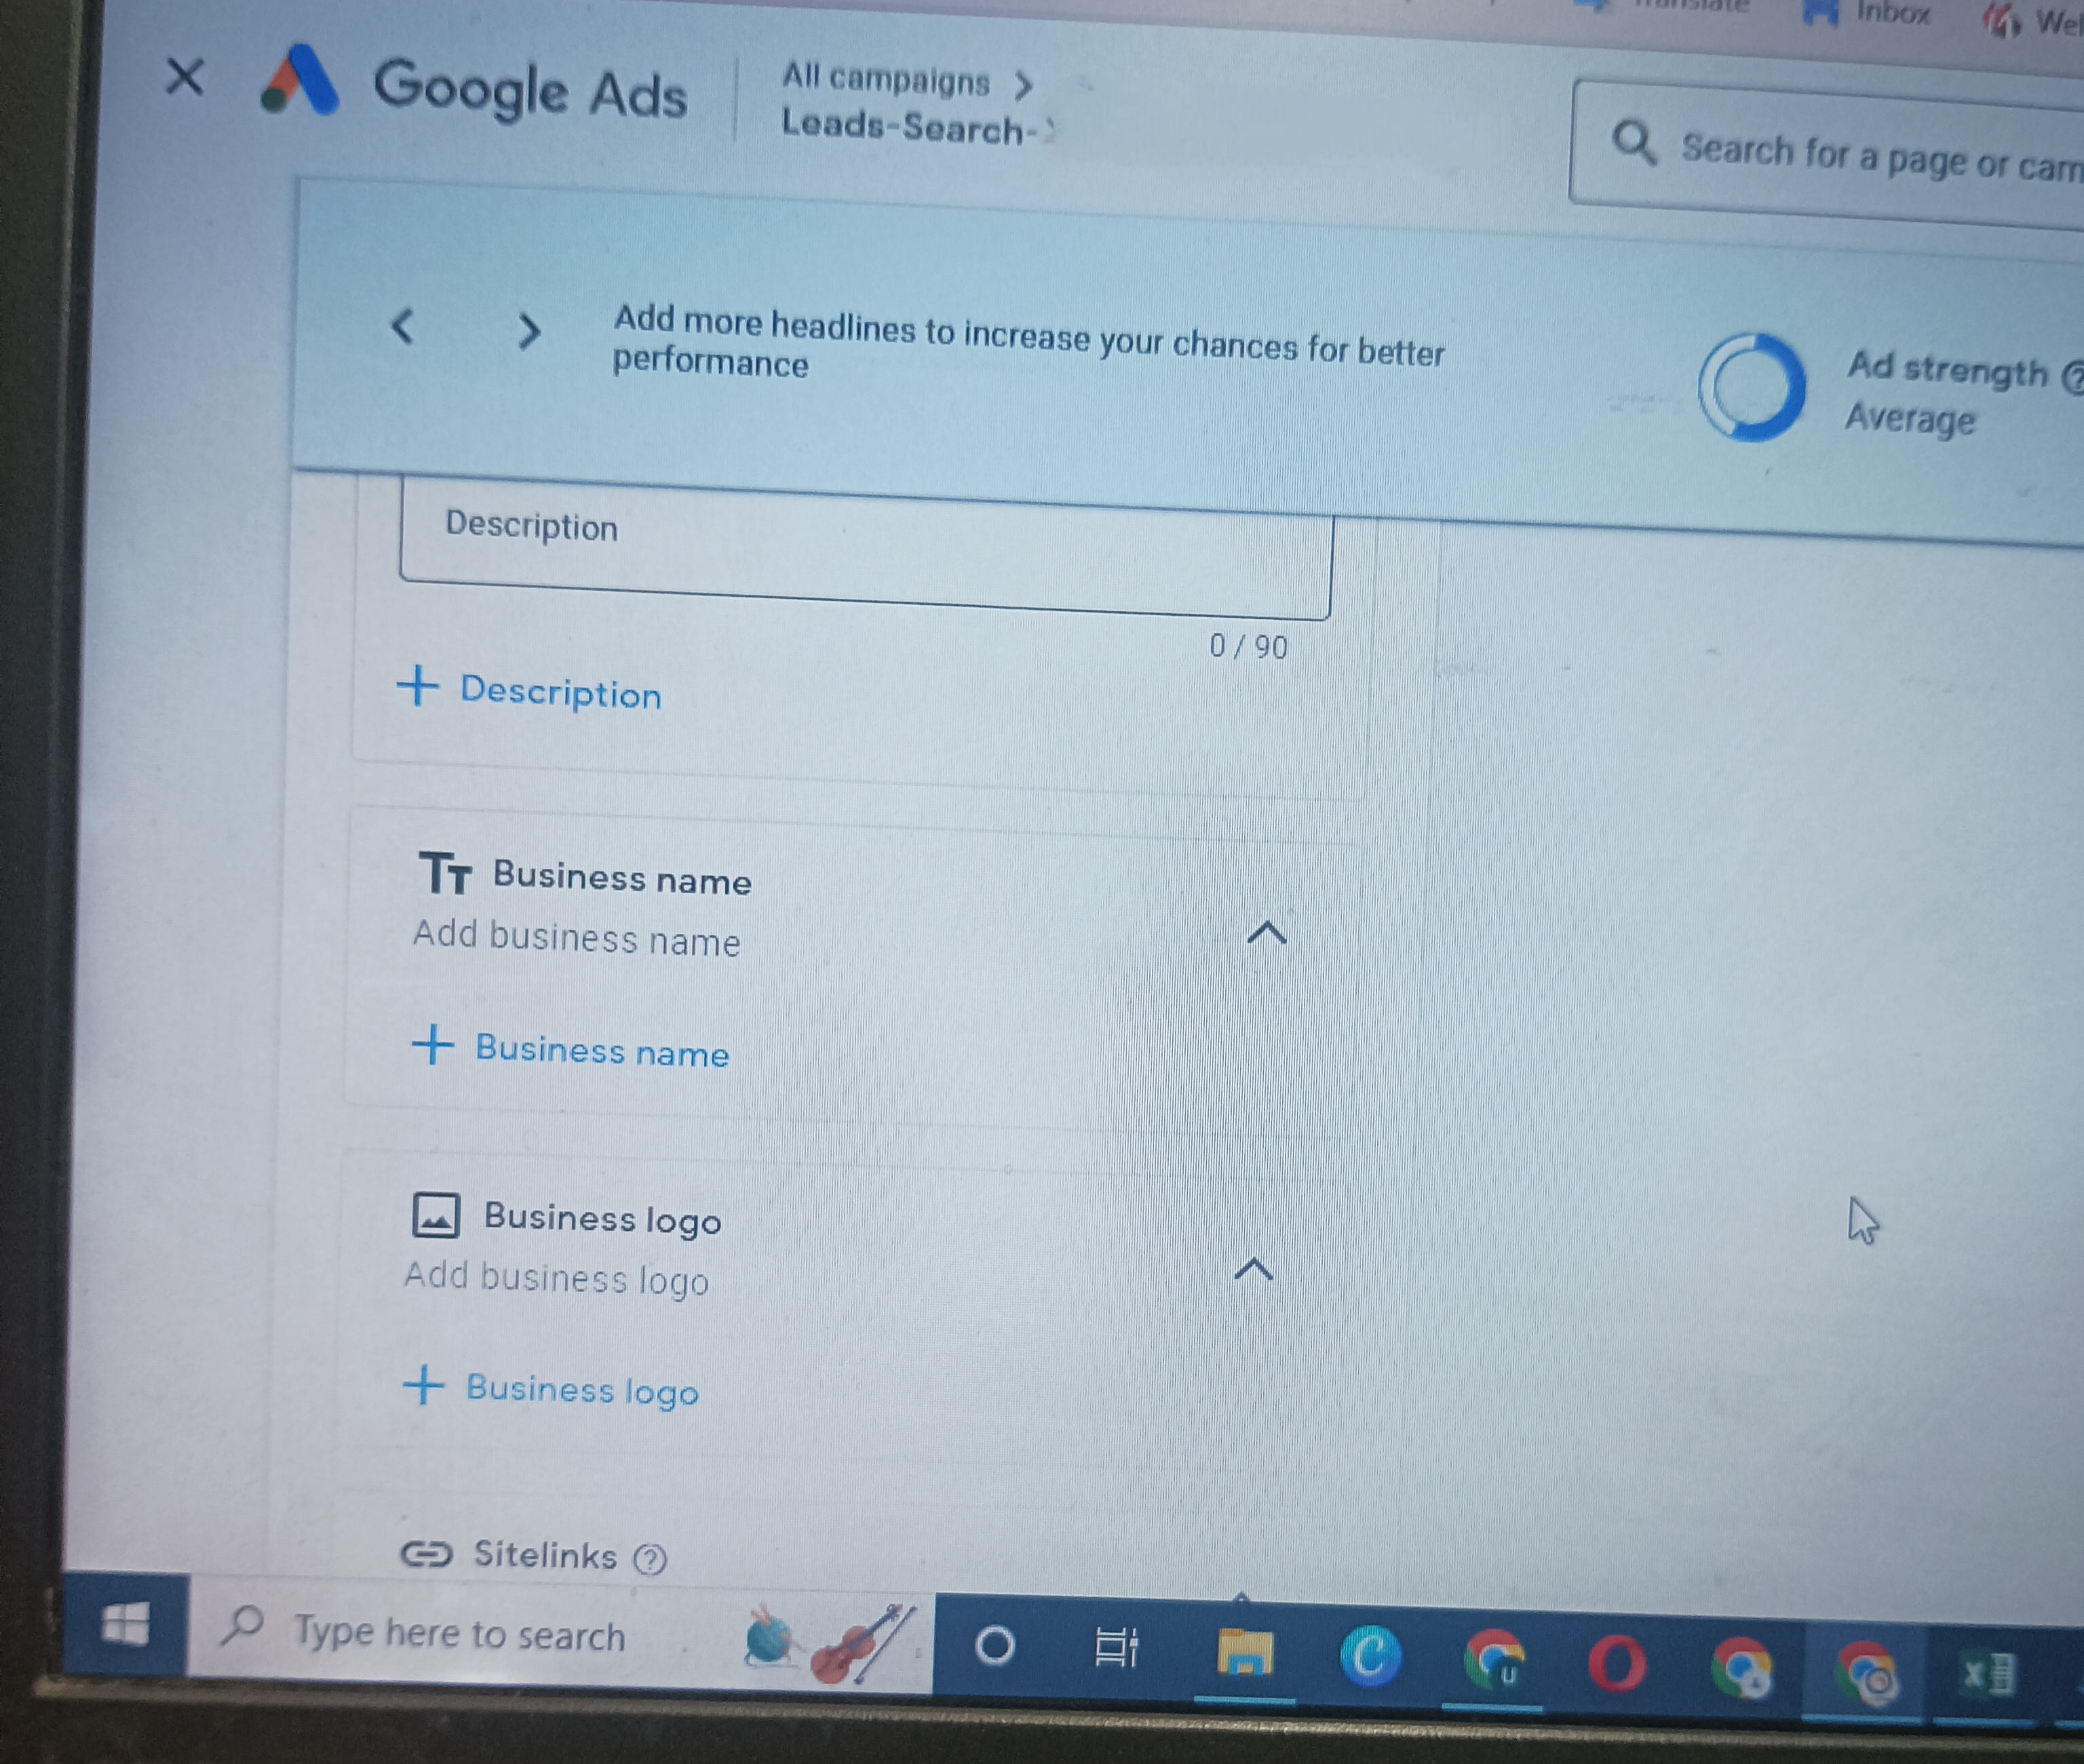 Inbox
Google Ads
All campaigns >
Leads-Search-
Search for a page or
Add more headlines to increase your chances for better
performance
Ad strength
Average
Description
0 / 90
+ Description
Business name
Add business name
+ Business name
Business logo
Add business logo
+ Business logo
Sitelinks
Type here to search